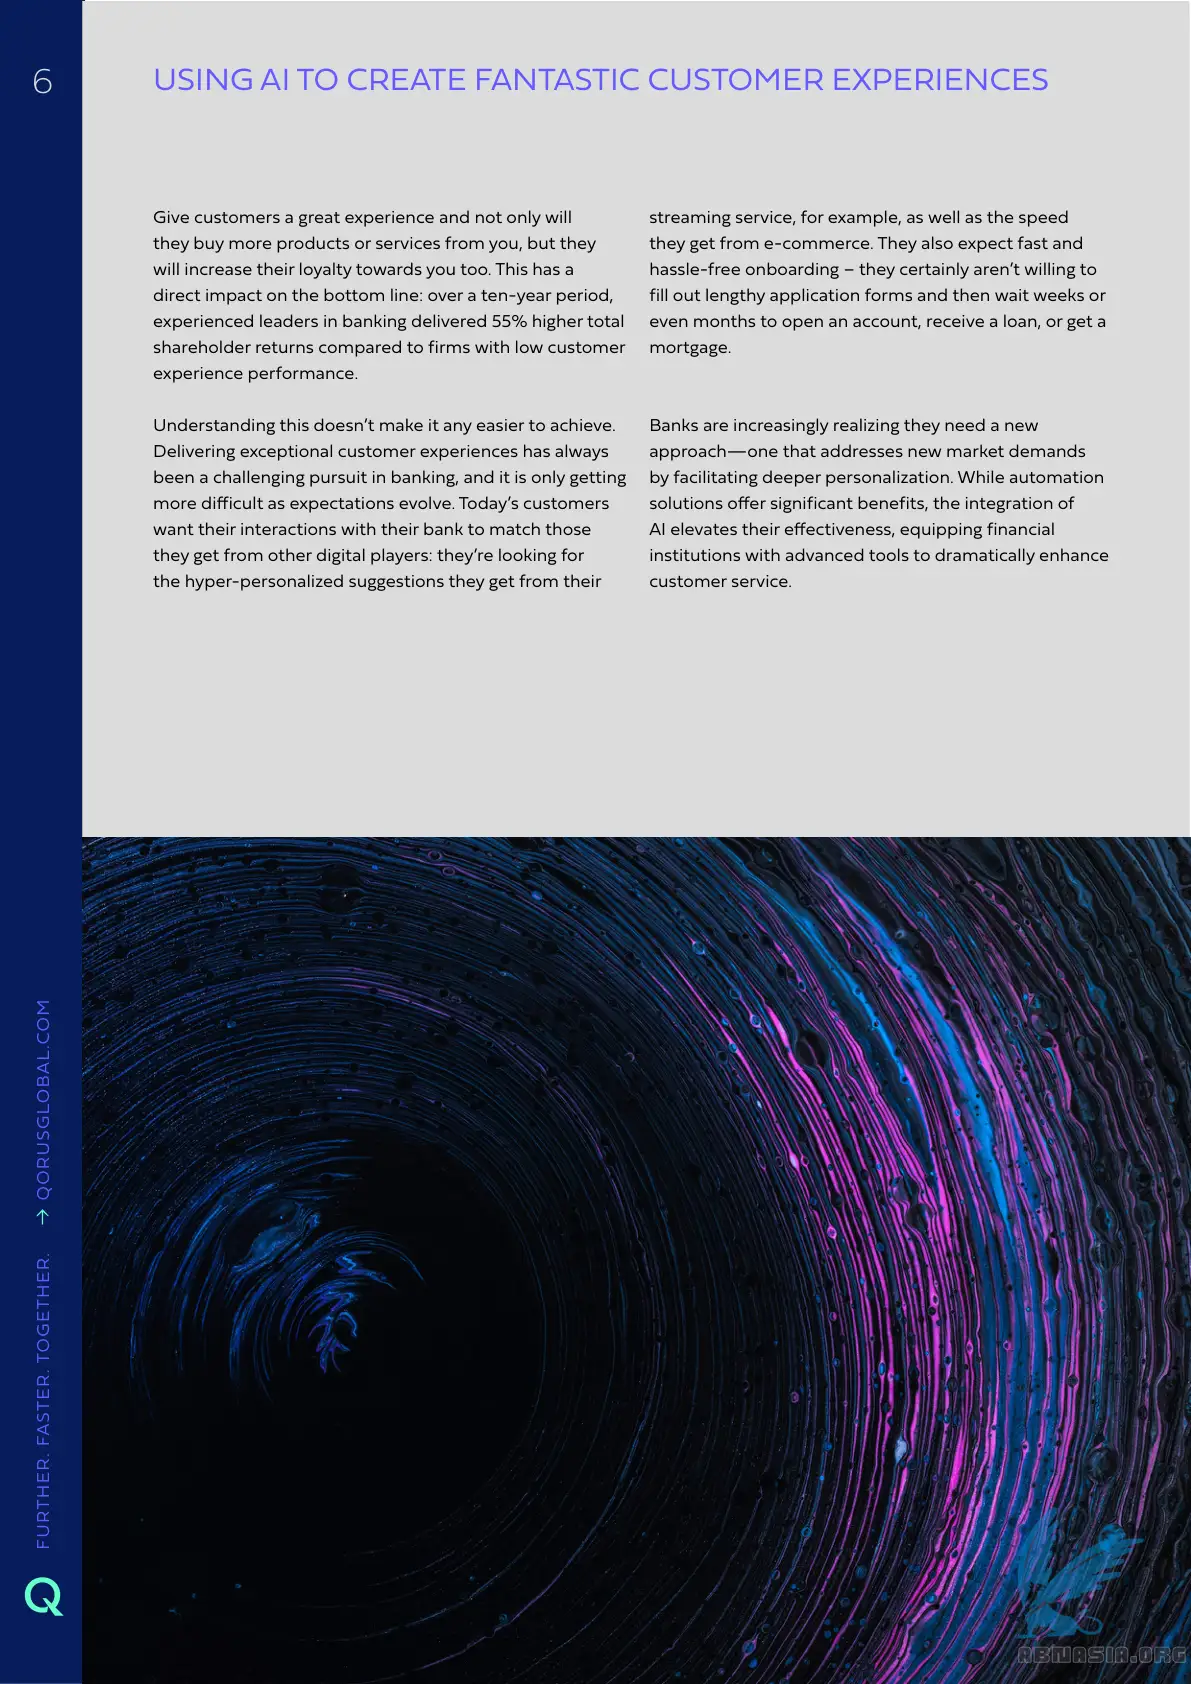 6
USING AI TO CREATE FANTASTIC CUSTOMER EXPERIENCES
Give customers a great experience and not only will
they buy more products or services from you, but they
will increase their loyalty towards you too. This has a
direct impact on the bottom line: over a ten-year period,
experienced leaders in banking delivered 55% higher total
shareholder returns compared to firms with low customer
experience performance.
Understanding this doesn’t make it any easier to achieve.
Delivering exceptional customer experiences has always
been a challenging pursuit in banking, and it is only getting
more difficult as expectations evolve. Today’s customers
want their interactions with their bank to match those
they get from other digital players: they’re looking for
the hyper-personalized suggestions they get from their
streaming service, for example, as well as the speed
they get from e-commerce. They also expect fast and
hassle-free onboarding – they certainly aren’t willing to
fill out lengthy application forms and then wait weeks or
even months to open an account, receive a loan, or get a
mortgage.
Banks are increasingly realizing they need a new
approach—one that addresses new market demands
by facilitating deeper personalization. While automation
solutions offer significant benefits, the integration of
AI elevates their effectiveness, equipping financial
institutions with advanced tools to dramatically enhance
customer service.
FURTHER. FASTER. TOGETHER. → QORUSGLOBAL.COM
Q
ABNASIA.ORG